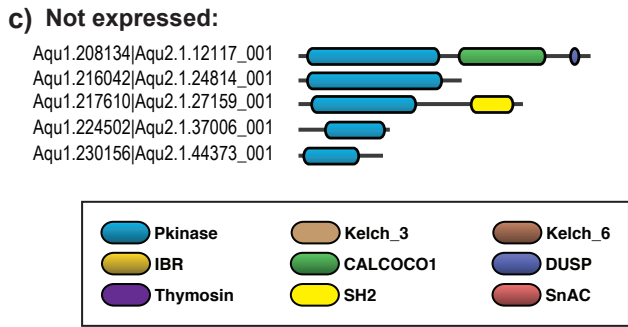 c) Not expressed:
Aqu1.208134|Aqu2.1.12117_001
Aqu1.216042|Aqu2.1.24814_001
Aqu1.217610|Aqu2.1.27159_001
Aqu1.224502|Aqu2.1.37006_001
Aqu1.230156|Aqu2.1.44373_001
Pkinase Kelch_3 Kelch_6
IBR CALCOCO1 DUSP
Thymosin SH2 SnAC